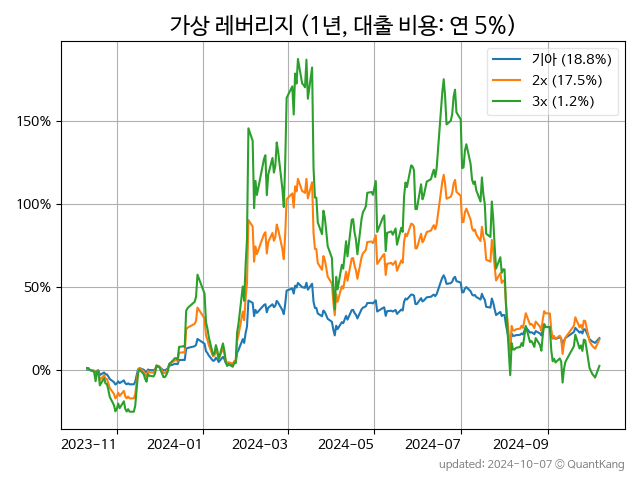 가상 레버리지 (1년, 대출 비용: 연 5%)
기아 (18.8%)
2x (17.5%)
3x (1.2%)
150%
100%
50%
0%
2023-11 2024-01 2024-03 2024-05 2024-07 2024-09
updated: 2024-10-07 © QuantKang